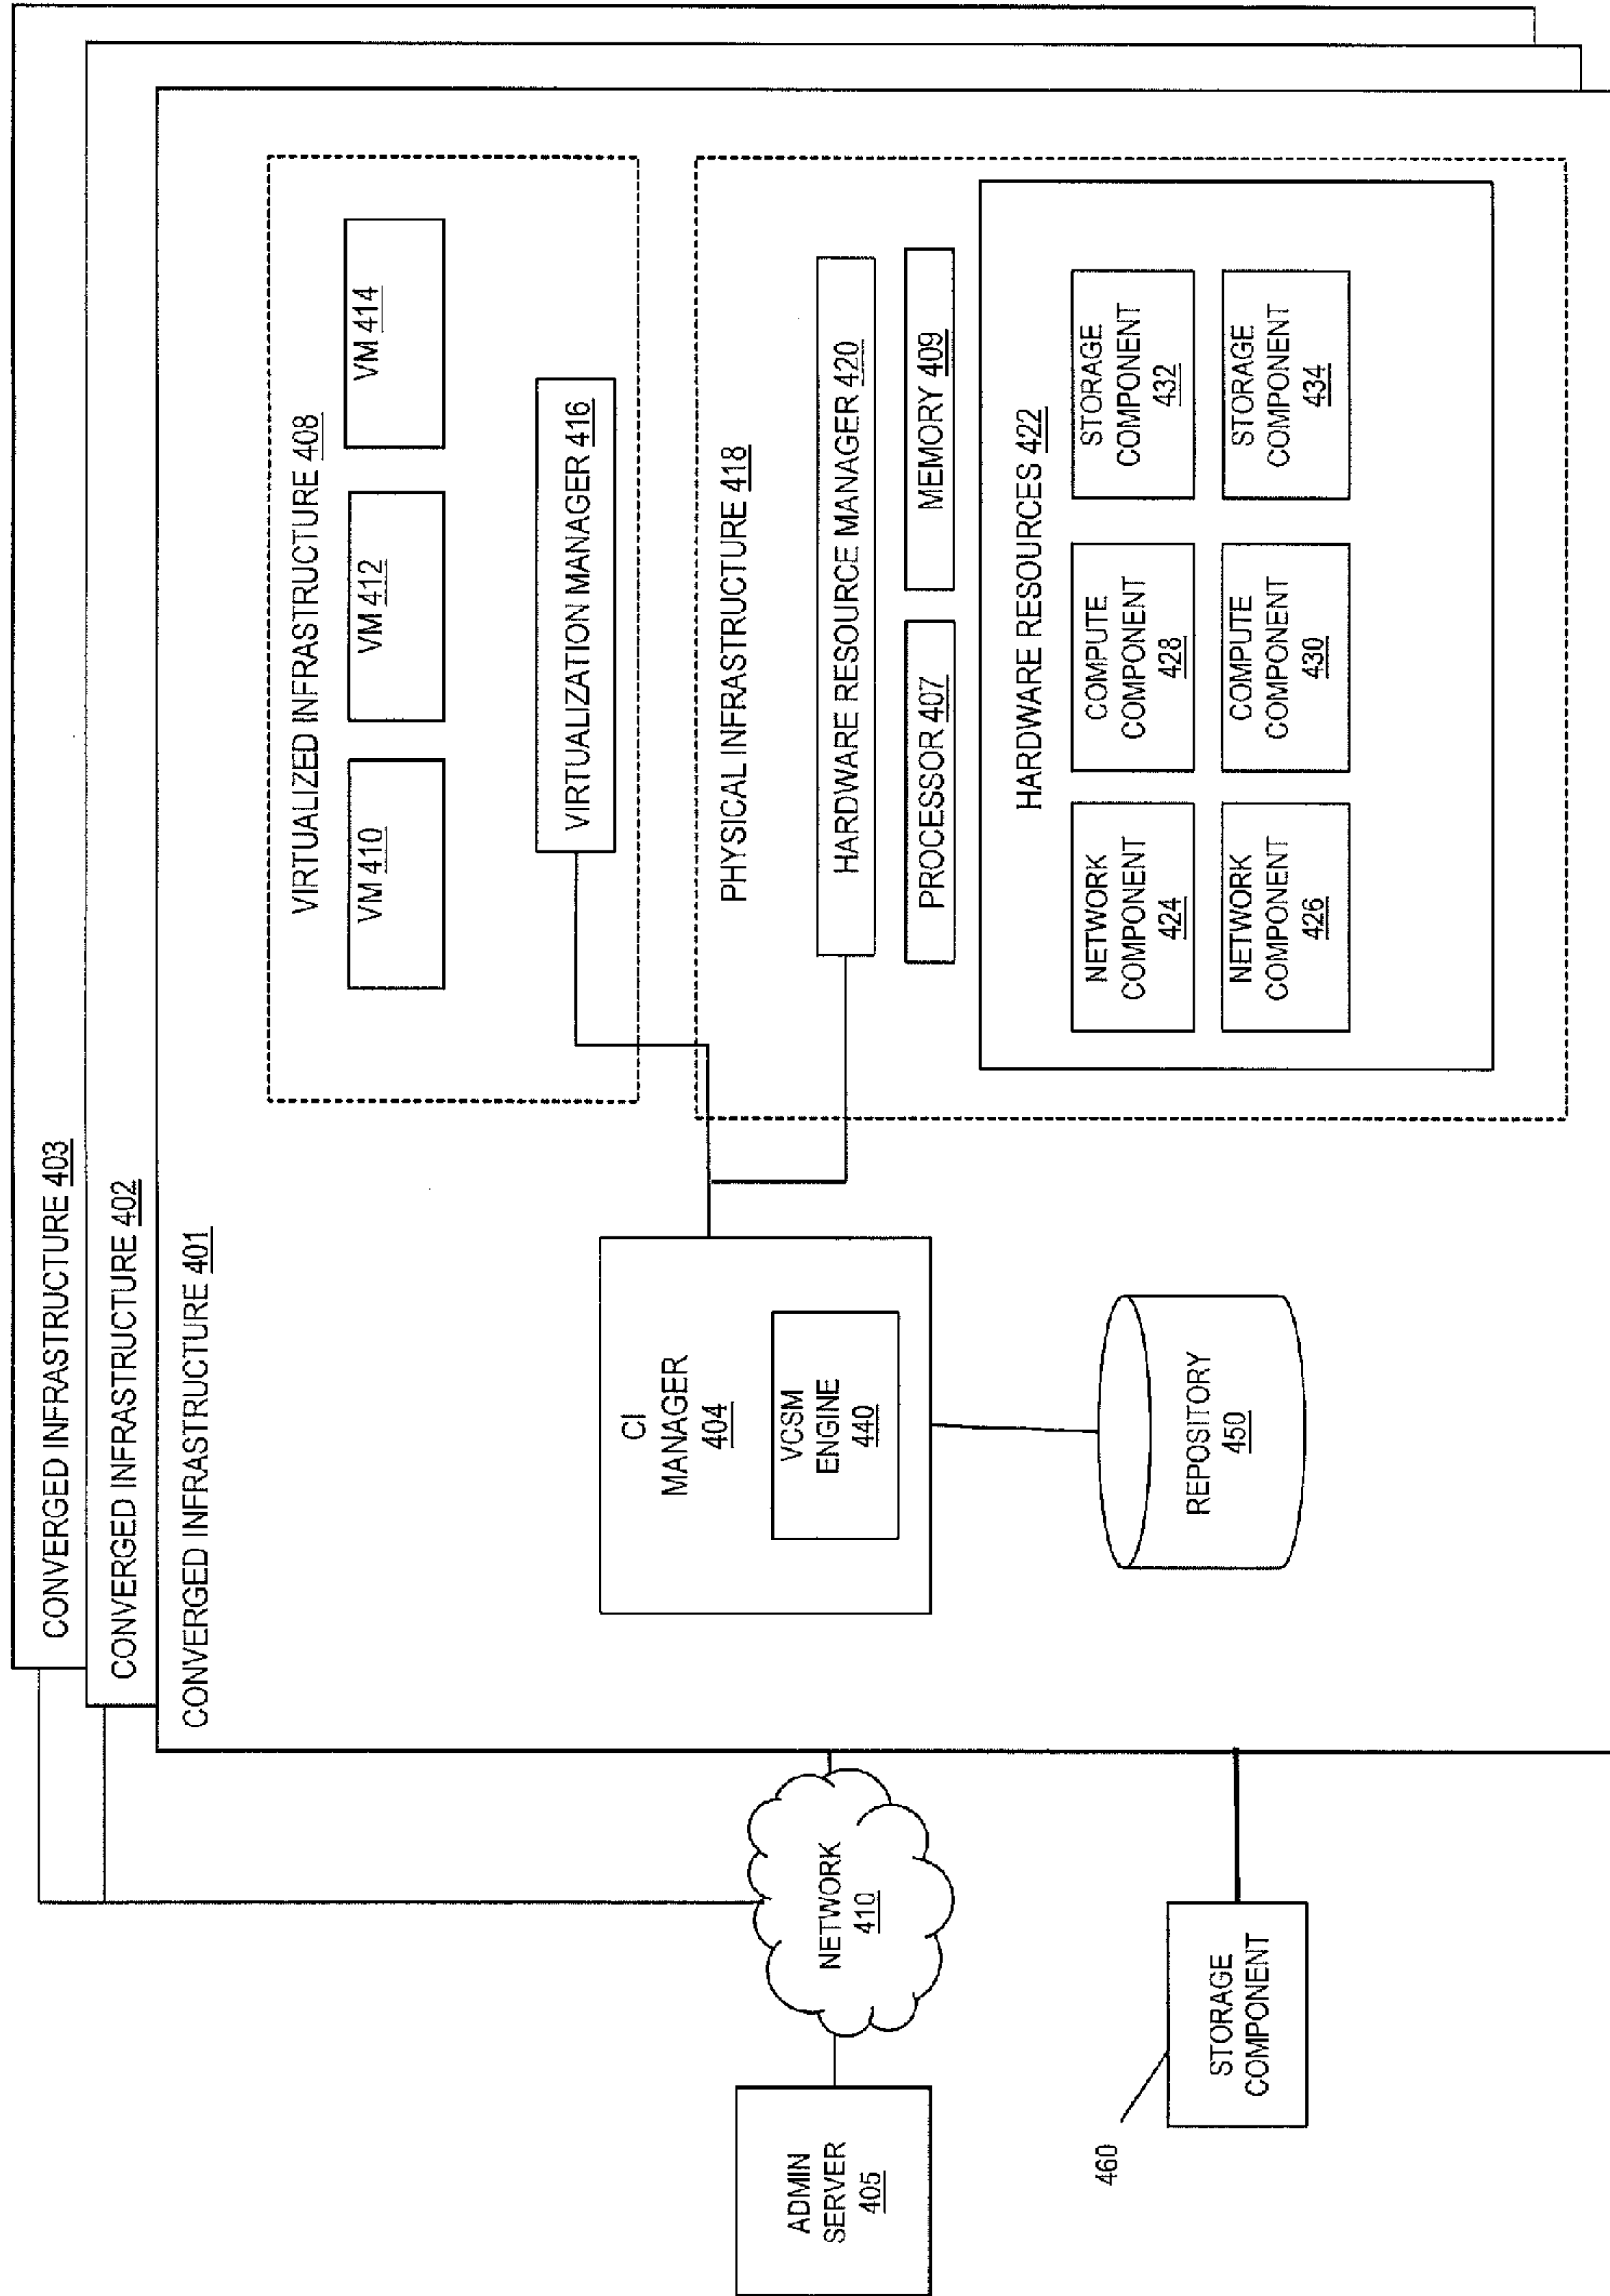 CONVERGED INFRASTRUCTURE 403
CONVERGED INFRASTRUCTURE 402
CONVERGED INFRASTRUCTURE 401
VIRTUALIZED INFRASTRUCTURE 408
VM 410
VM 412
VM 414
VIRTUALIZATION MANAGER 416
PHYSICAL INFRASTRUCTURE 418
HARDWARE RESOURCE MANAGER 420
PROCESSOR 407
MEMORY 409
HARDWARE RESOURCES 422
NETWORK
COMPONENT
424
COMPUTE
COMPONENT
428
STORAGE
COMPONENT
432
NETWORK
COMPONENT
426
COMPUTE
COMPONENT
430
STORAGE
COMPONENT
434
CI
MANAGER
404
VCSM
ENGINE
440
REPOSITORY
450
NETWORK
410
ADMIN
SERVER
405
STORAGE
COMPONENT
460